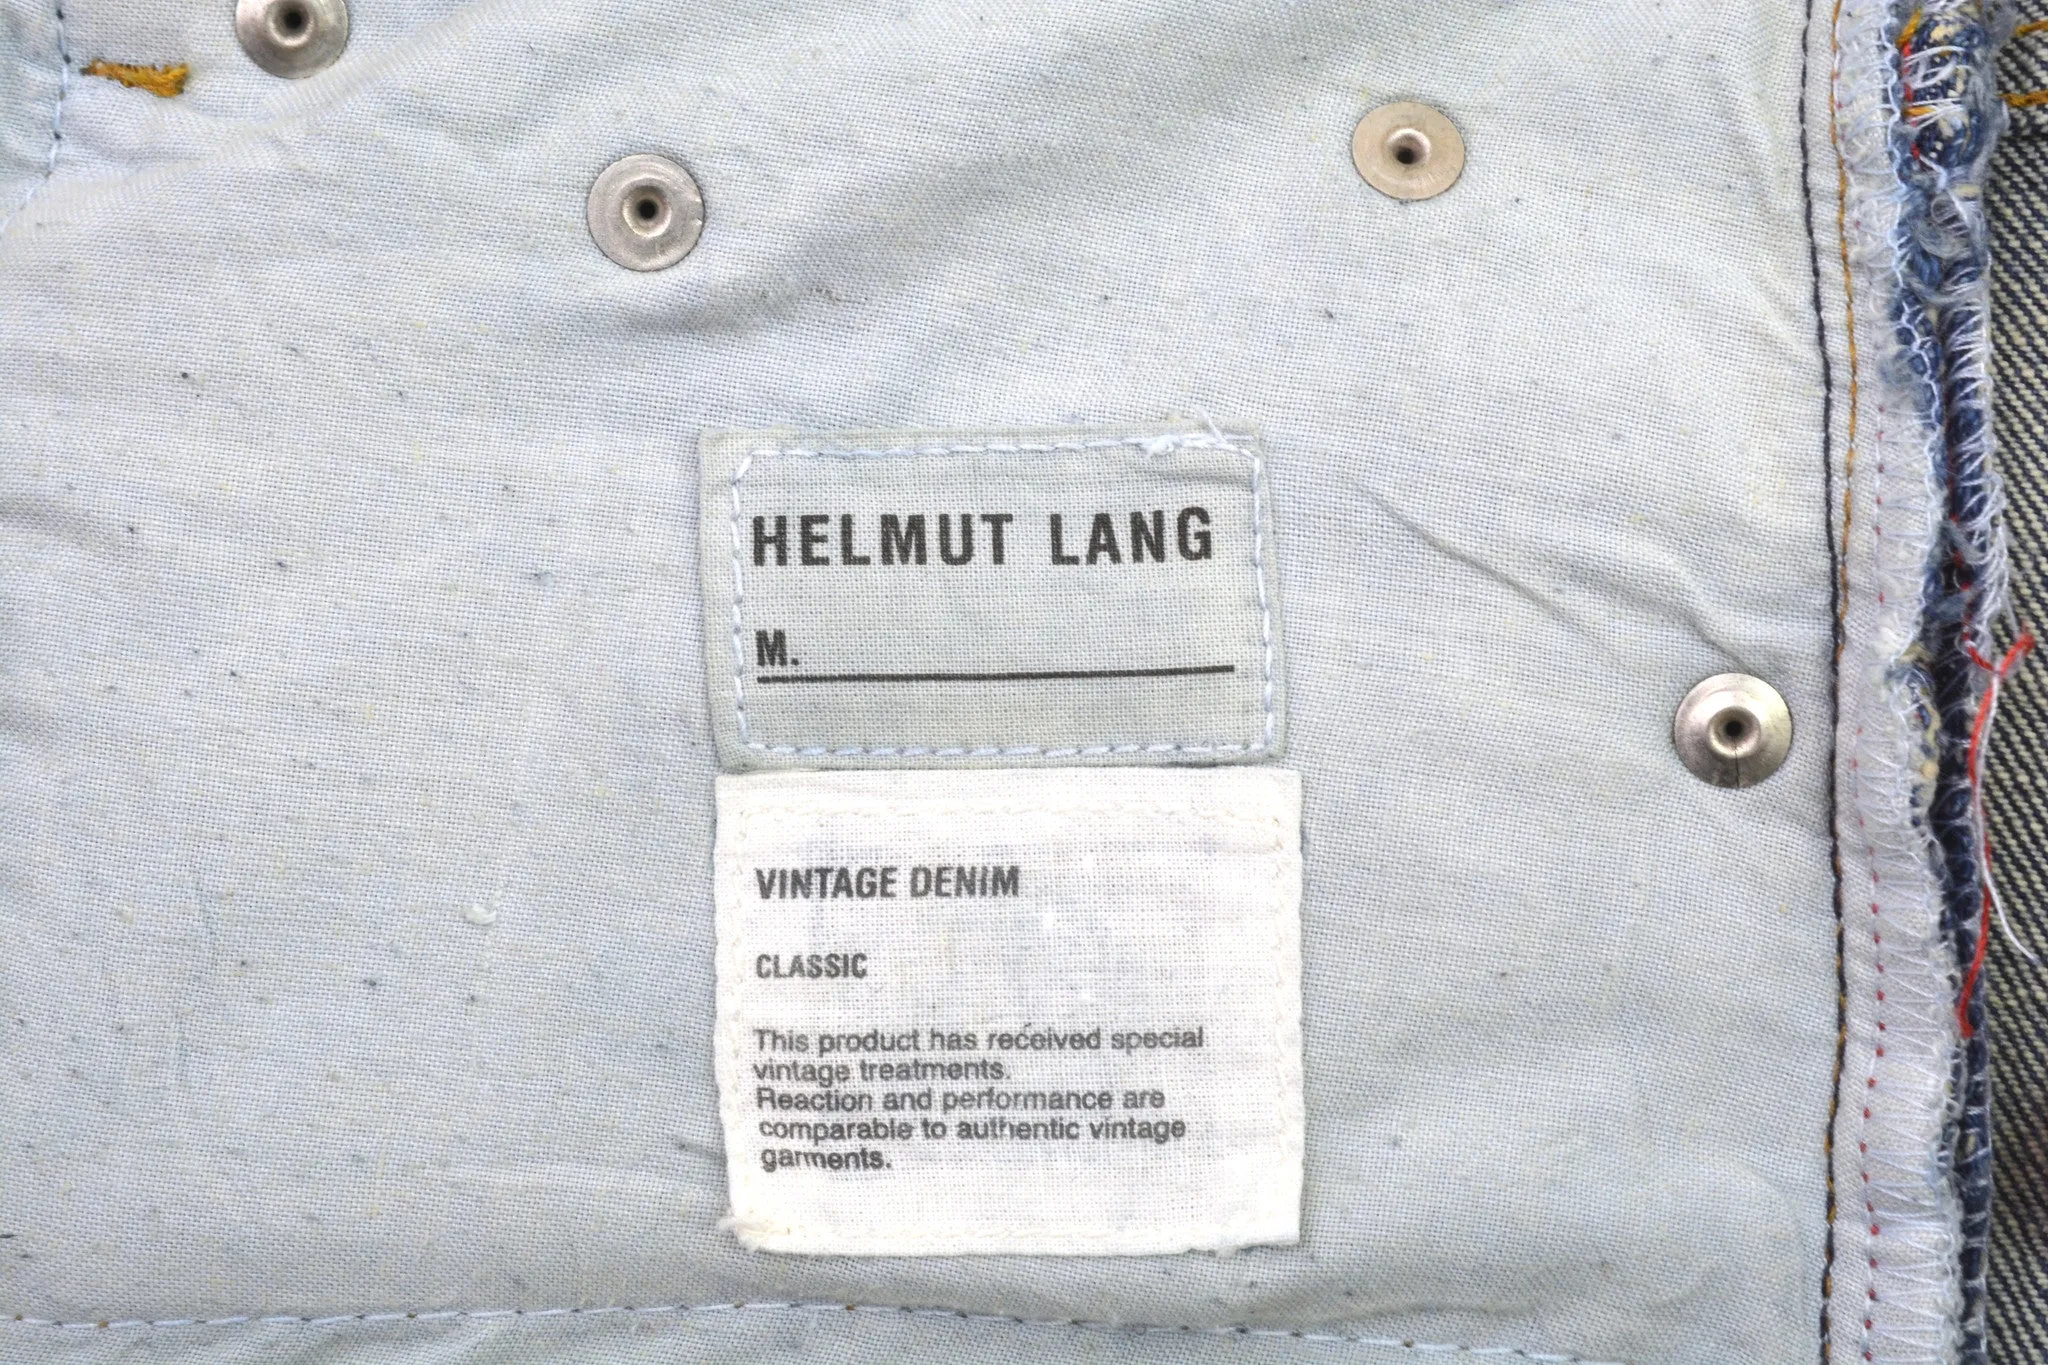 HELMUT LANG
M.
VINTAGE DENIM
CLASSIC
This product has received special
vintage treatments.
Reaction and performance are
comparable to authentic vintage
garments.